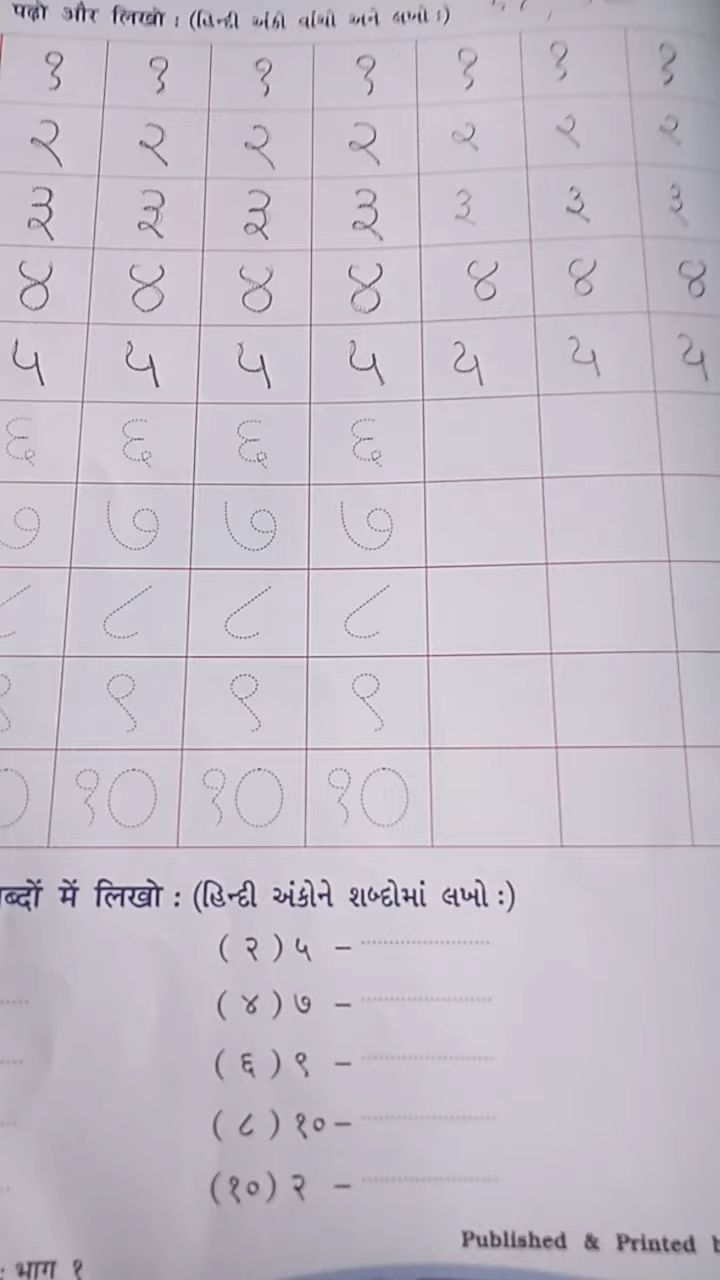 पढ़ो और लिखो : (હિન્દી અંકો વાંચો અને લખો :)
१ १ १ १ १ १ १
२ २ २ २ २ २ २
३ ३ ३ ३ ३ ३ ३
४ ४ ४ ४ ४ ४ ४
५ ५ ५ ५ ५ ५ ५
६ ६ ६ ६
७ ७ ७ ७
८ ८ ८ ८
९ ९ ९ ९
० १० १० १०
ब्दों में लिखो : (હિન્દી અંકોને શબ્દોમાં લખો :)
( २ ) ५ –
( ४ ) ७ –
( ६ ) ९ –
( ८ ) १० –
(१०) २ –
Published & Printed b
: भाग १